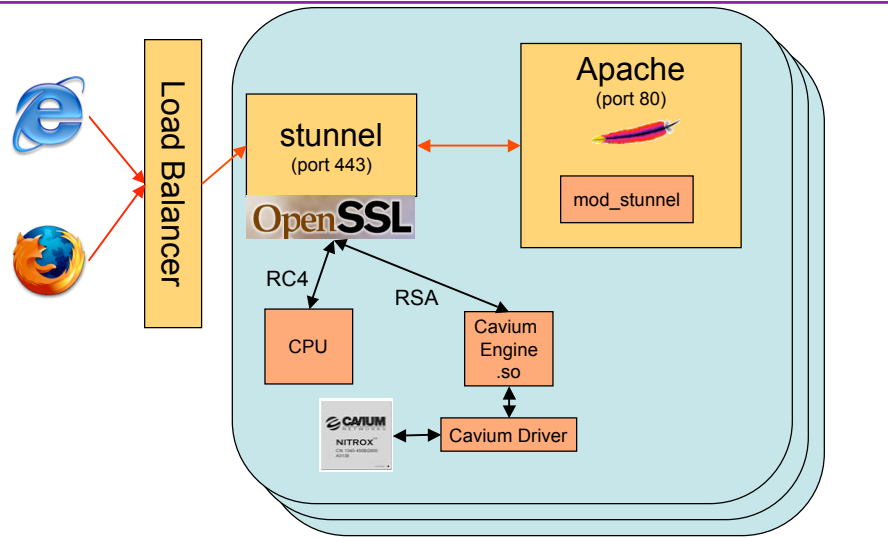 Load Balancer
stunnel
(port 443)
OpenSSL
Apache
(port 80)
mod_stunnel
RC4
RSA
CPU
Cavium
Engine
.so
Cavium Driver
CAVIUM
NETWORKS
NITROX